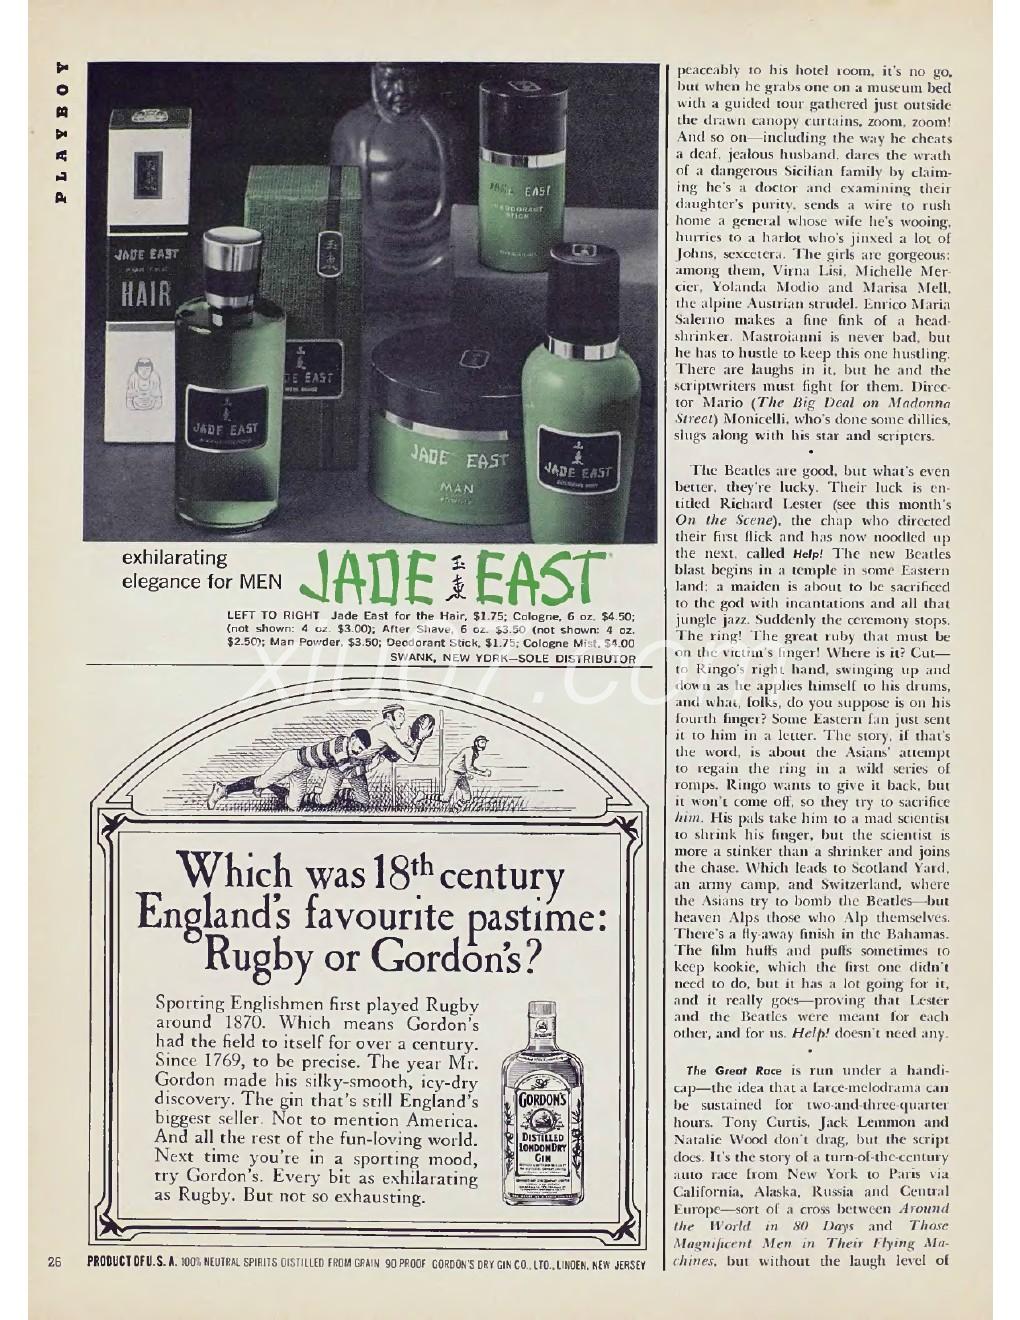 PLAYBOY
JADE EAST
HAIR
JADE EAST
JADE EAST
DEODORANT
STICK
JADE EAST
JADE EAST
MAN
JADE EAST
exhilarating
elegance for MEN
JADE EAST
玉東
LEFT TO RIGHT Jade East for the Hair, $1.75; Cologne, 6 oz. $4.50;
(not shown: 4 oz. $3.00); After Shave, 6 oz. $3.50 (not shown: 4 oz.
$2.50); Man Powder, $3.50; Deodorant Stick, $1.75; Cologne Mist, $4.00
SWANK, NEW YORK—SOLE DISTRIBUTOR
Which was 18th century
England's favourite pastime:
Rugby or Gordon's?
Sporting Englishmen first played Rugby
around 1870. Which means Gordon's
had the field to itself for over a century.
Since 1769, to be precise. The year Mr.
Gordon made his silky-smooth, icy-dry
discovery. The gin that's still England's
biggest seller. Not to mention America.
And all the rest of the fun-loving world.
Next time you're in a sporting mood,
try Gordon's. Every bit as exhilarating
as Rugby. But not so exhausting.
GORDON'S
DISTILLED
LONDON DRY
GIN
26
PRODUCT OF U.S.A. 100% NEUTRAL SPIRITS DISTILLED FROM GRAIN 90 PROOF GORDON'S DRY GIN CO., LTD., LINDEN, NEW JERSEY
peaceably to his hotel room, it's no go,
but when he grabs one on a museum bed
with a guided tour gathered just outside
the drawn canopy curtains, zoom, zoom!
And so on—including the way he cheats
a deaf, jealous husband, dares the wrath
of a dangerous Sicilian family by claim-
ing he's a doctor and examining their
daughter's purity, sends a wire to rush
home a general whose wife he's wooing,
hurries to a harlot who's jinxed a lot of
Johns, sexcetera. The girls are gorgeous;
among them, Virna Lisi, Michelle Mer-
cier, Yolanda Modio and Marisa Mell,
the alpine Austrian strudel. Enrico Maria
Salerno makes a fine fink of a head-
shrinker. Mastroianni is never bad, but
he has to hustle to keep this one hustling.
There are laughs in it, but he and the
scriptwriters must fight for them. Direc-
tor Mario (The Big Deal on Madonna
Street) Monicelli, who's done some dillies,
slugs along with his star and scripters.
•
The Beatles are good, but what's even
better, they're lucky. Their luck is en-
titled Richard Lester (see this month's
On the Scene), the chap who directed
their first flick and has now noodled up
the next, called Help! The new Beatles
blast begins in a temple in some Eastern
land; a maiden is about to be sacrificed
to the god with incantations and all that
jungle jazz. Suddenly the ceremony stops.
The ring! The great ruby that must be
on the victim's finger! Where is it? Cut—
to Ringo's right hand, swinging up and
down as he applies himself to his drums,
and what, folks, do you suppose is on his
fourth finger? Some Eastern fan just sent
it to him in a letter. The story, if that's
the word, is about the Asians' attempt
to regain the ring in a wild series of
romps. Ringo wants to give it back, but
it won't come off, so they try to sacrifice
him. His pals take him to a mad scientist
to shrink his finger, but the scientist is
more a stinker than a shrinker and joins
the chase. Which leads to Scotland Yard,
an army camp, and Switzerland, where
the Asians try to bomb the Beatles—but
heaven Alps those who Alp themselves.
There's a fly-away finish in the Bahamas.
The film huffs and puffs sometimes to
keep kookie, which the first one didn't
need to do, but it has a lot going for it,
and it really goes—proving that Lester
and the Beatles were meant for each
other, and for us. Help! doesn't need any.
•
The Great Race is run under a handi-
cap—the idea that a farce-melodrama can
be sustained for two-and-three-quarter
hours. Tony Curtis, Jack Lemmon and
Natalie Wood don't drag, but the script
does. It's the story of a turn-of-the-century
auto race from New York to Paris via
California, Alaska, Russia and Central
Europe—sort of a cross between Around
the World in 80 Days and Those
Magnificent Men in Their Flying Ma-
chines, but without the laugh level of